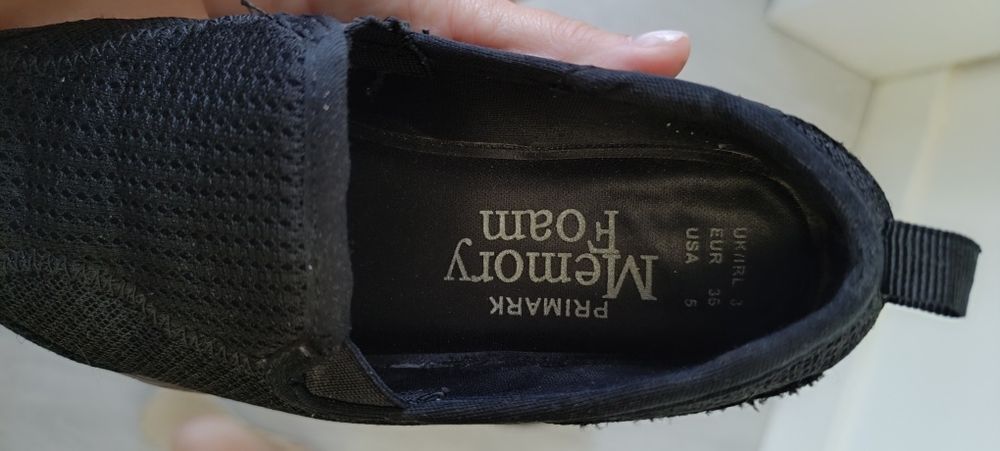 PRIMARK
Memory
Foam
UK/IRL 3
EUR 35
USA 5